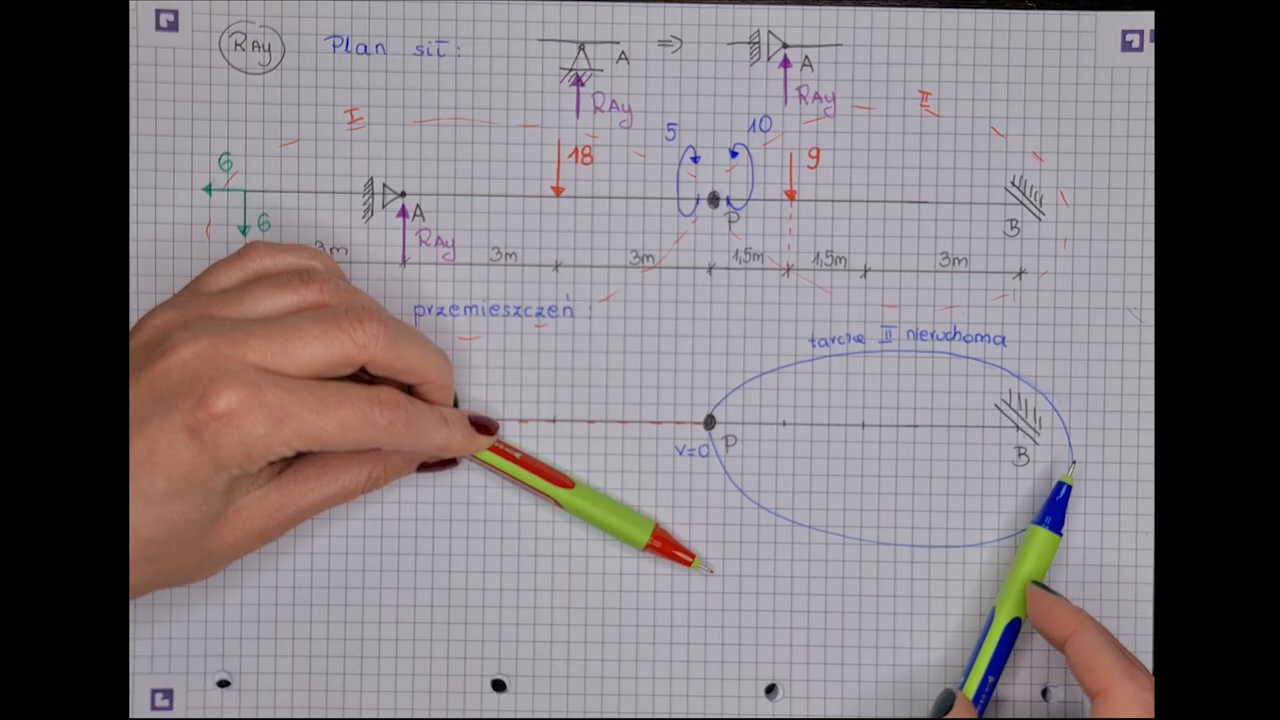 RAy Plan sił: A ⇒ A
RAy RAy
I II
5 10
6 18 9
6 A P B
RAy
3m 3m 3m 1,5m 1,5m 3m
przemieszczeń:
tarcza II nieruchoma
v=0 P B